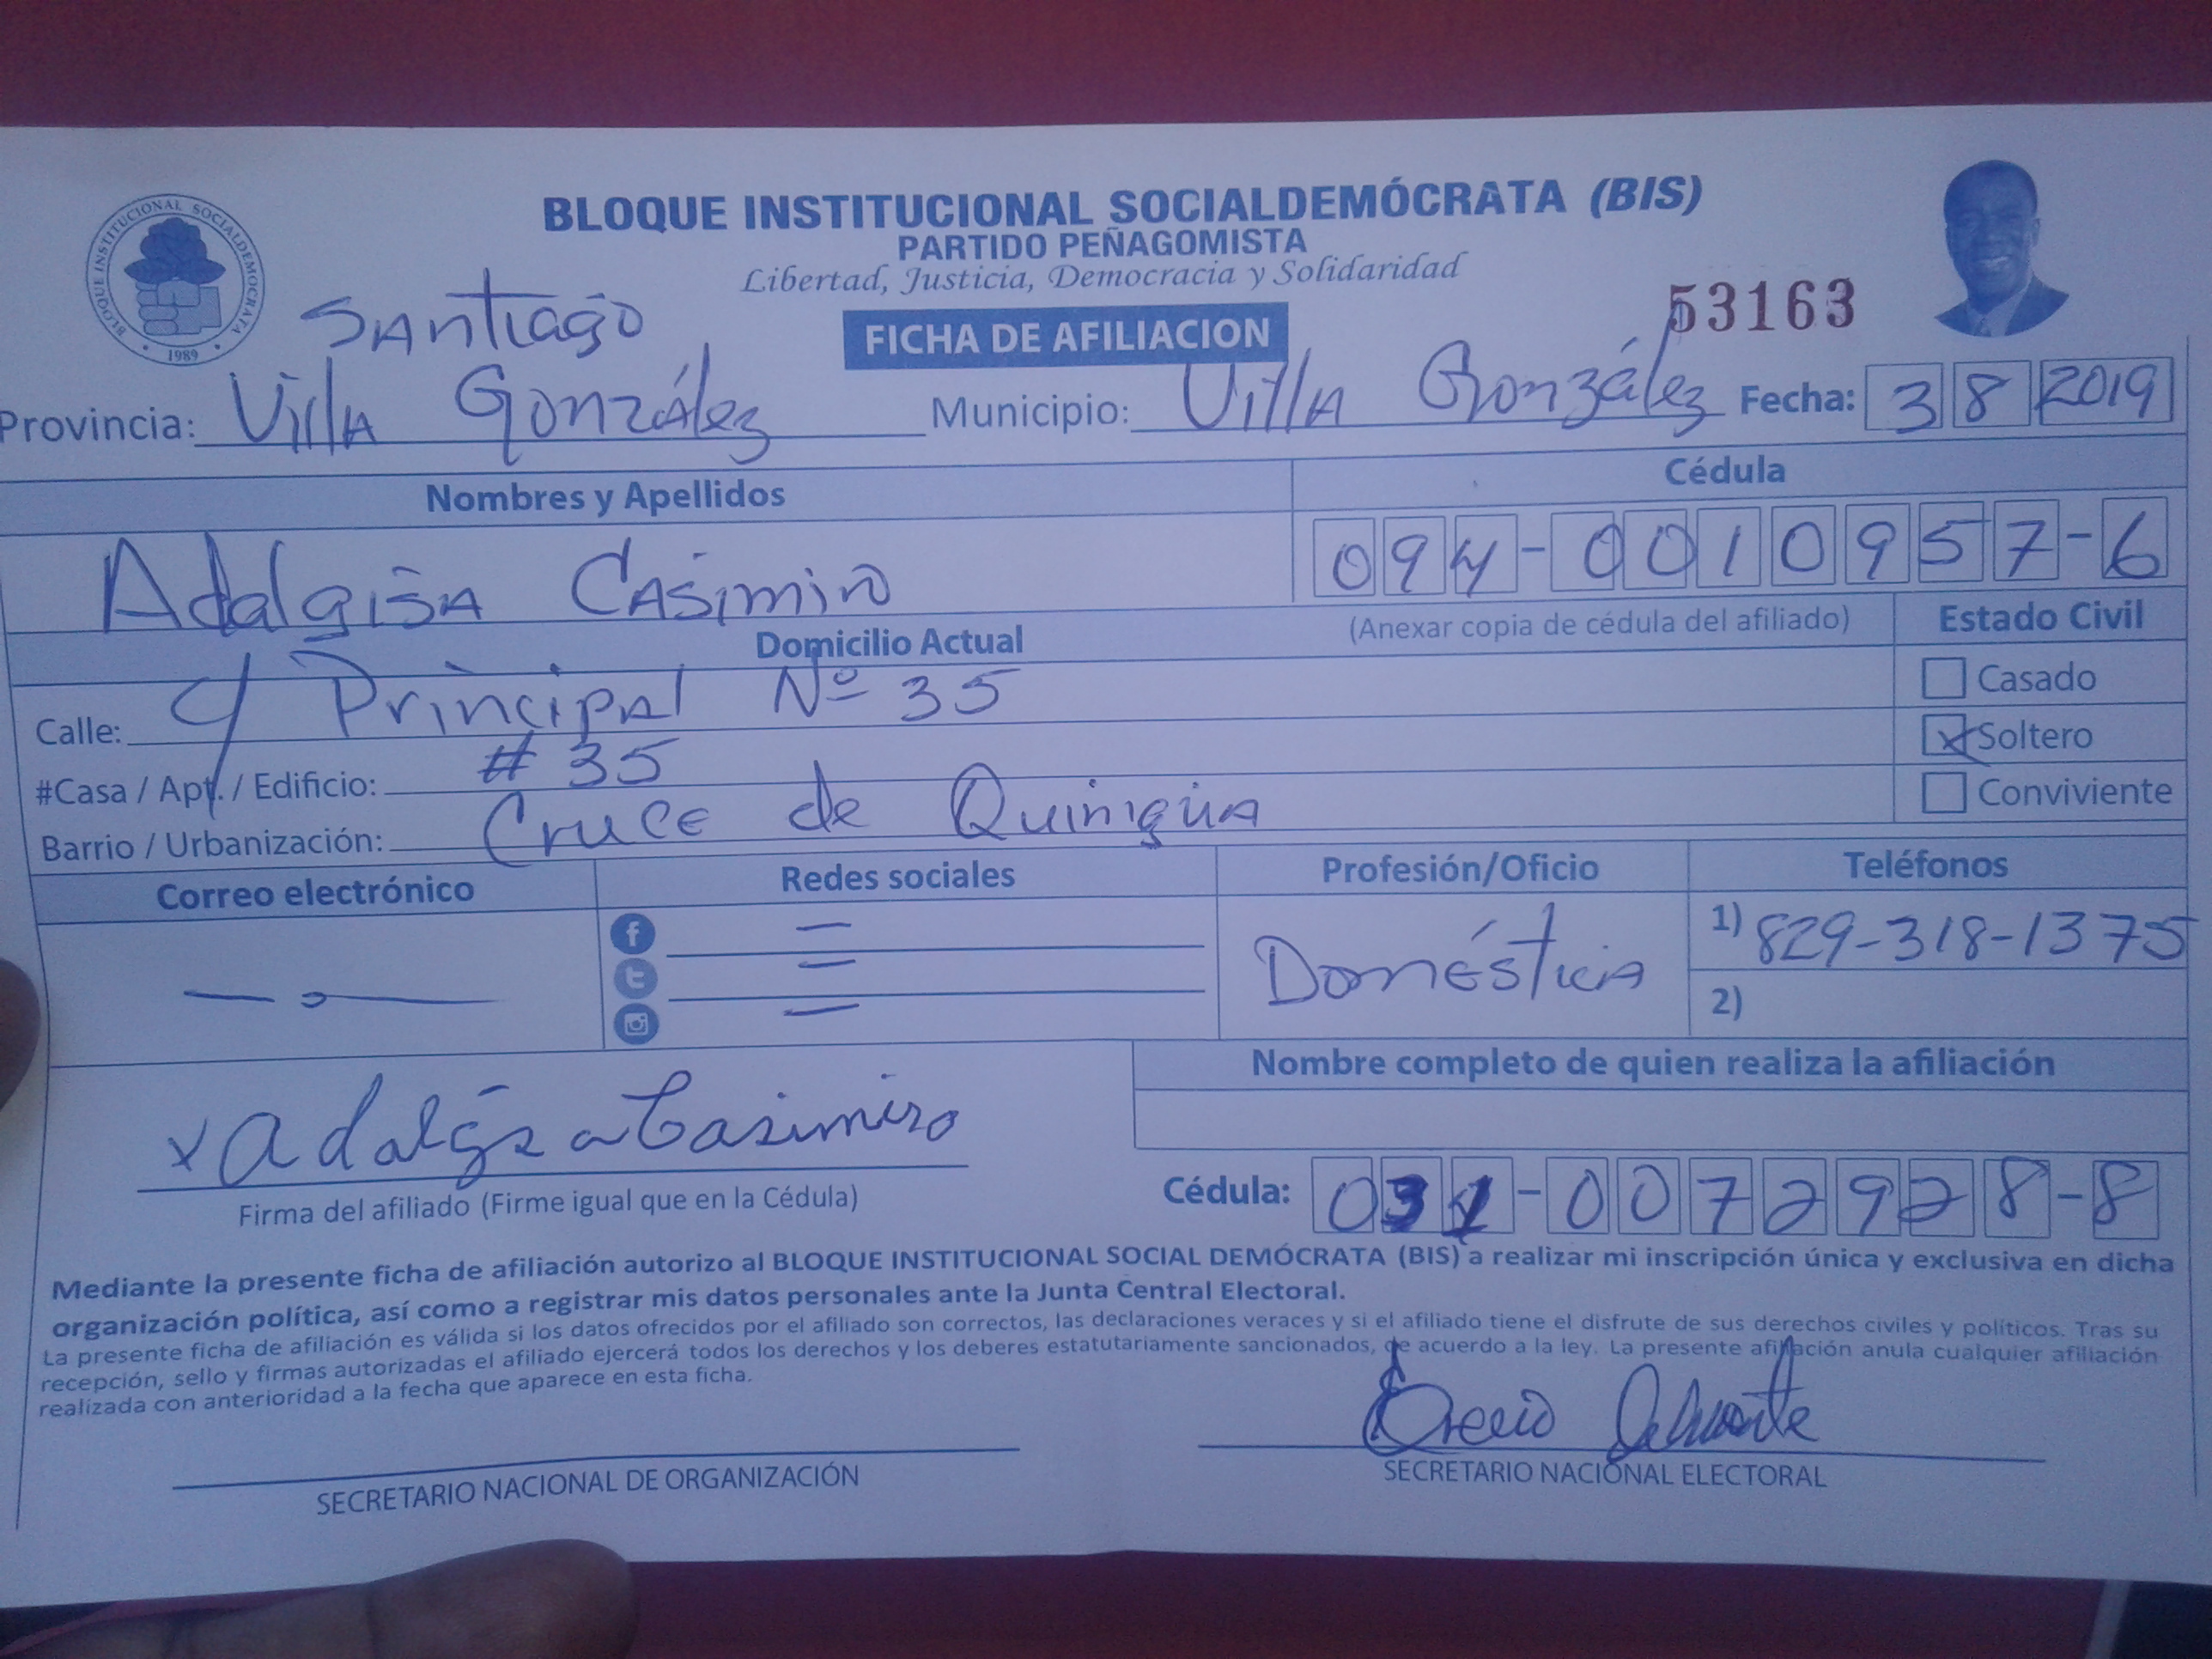 BLOQUE INSTITUCIONAL SOCIALDEMÓCRATA (BIS)
PARTIDO PEÑAGOMISTA
Libertad, Justicia, Democracia y Solidaridad
BLOQUE INSTITUCIONAL SOCIALDEMOCRATA
1989
FICHA DE AFILIACION
53163
Santiago
Provincia: Villa González Municipio: Villa González Fecha: 3 8 2019
Nombres y Apellidos Cédula
Adalgisa Casimiro 094-0010957-6
Domicilio Actual (Anexar copia de cédula del afiliado) Estado Civil
Calle: C/ Principal Nº 35 Casado
#Casa / Apt. / Edificio: # 35 Soltero
Barrio / Urbanización: Cruce de Quinigüa Conviviente
Correo electrónico Redes sociales Profesión/Oficio Teléfonos
Doméstica 1) 829-318-1375
2)
Nombre completo de quien realiza la afiliación
x Adalgisa Casimiro
Firma del afiliado (Firme igual que en la Cédula) Cédula: 031-0072928-8
Mediante la presente ficha de afiliación autorizo al BLOQUE INSTITUCIONAL SOCIAL DEMÓCRATA (BIS) a realizar mi inscripción única y exclusiva en dicha
organización política, así como a registrar mis datos personales ante la Junta Central Electoral.
La presente ficha de afiliación es válida si los datos ofrecidos por el afiliado son correctos, las declaraciones veraces y si el afiliado tiene el disfrute de sus derechos civiles y políticos. Tras su
recepción, sello y firmas autorizadas el afiliado ejercerá todos los derechos y los deberes estatutariamente sancionados, de acuerdo a la ley. La presente afiliación anula cualquier afiliación
realizada con anterioridad a la fecha que aparece en esta ficha.
SECRETARIO NACIONAL DE ORGANIZACIÓN SECRETARIO NACIONAL ELECTORAL